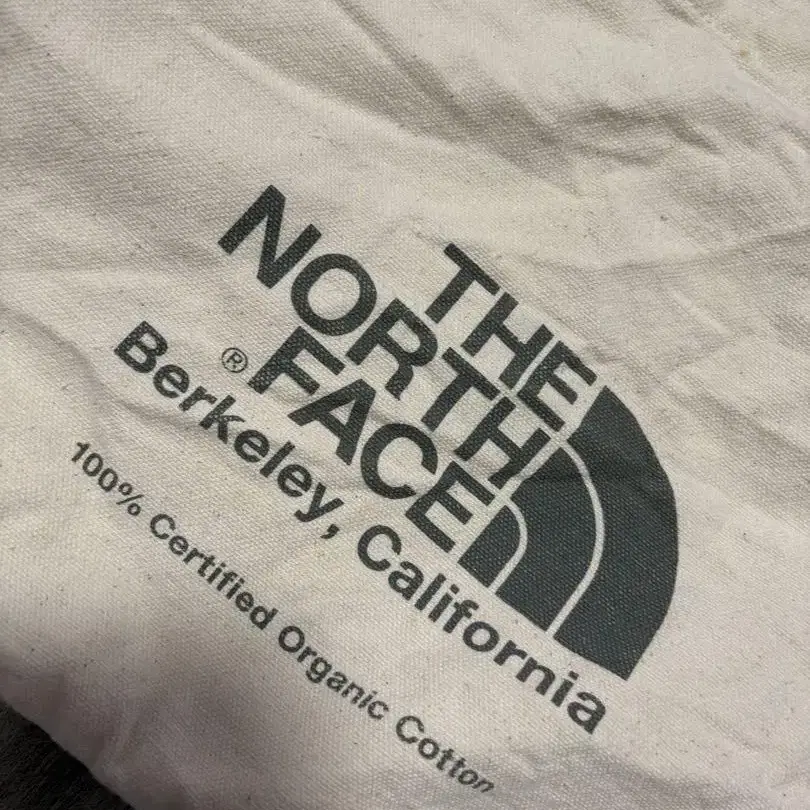 THE
NORTH
FACE
®
Berkeley, California
100% Certified Organic Cotton